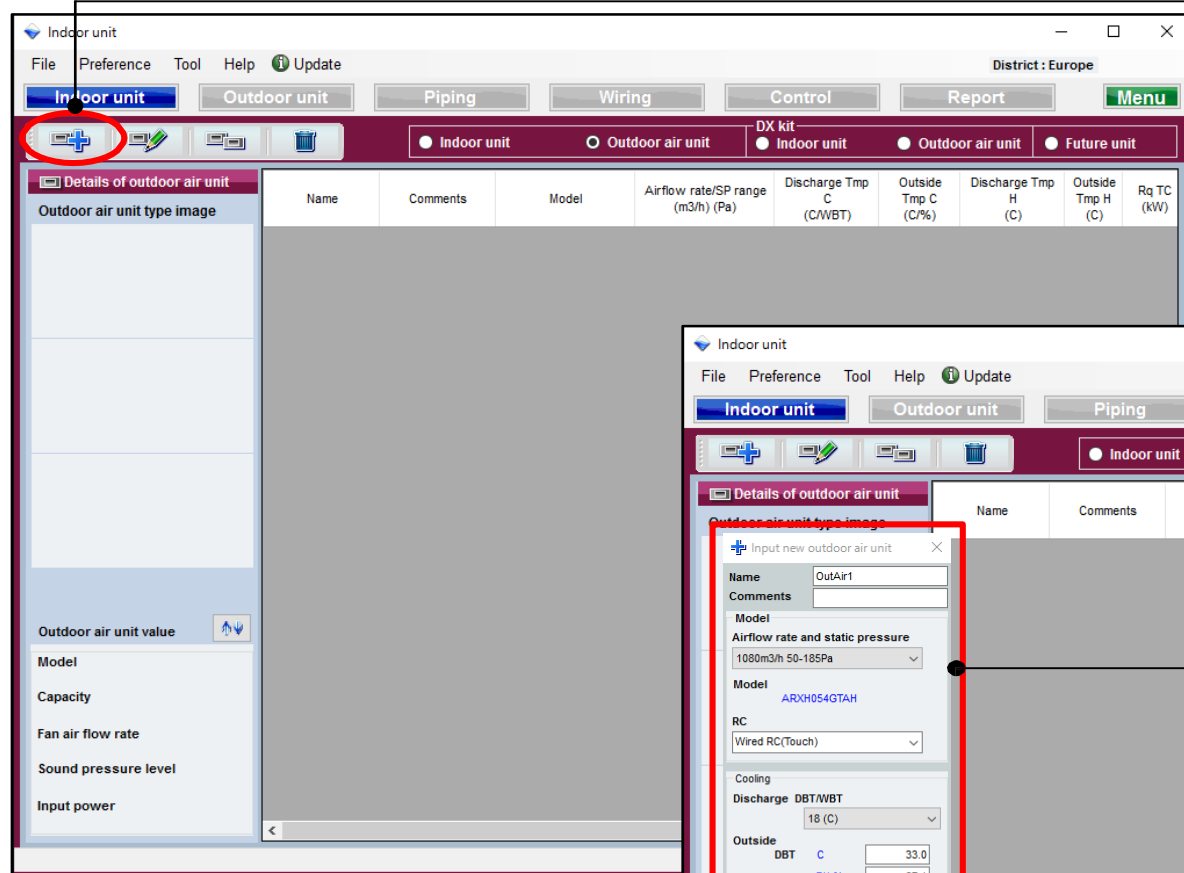 Indoor unit
File Preference Tool Help Update District : Europe
Indoor unit Outdoor unit Piping Wiring Control Report Menu
DX kit
Indoor unit Outdoor air unit Indoor unit Outdoor air unit Future unit
Details of outdoor air unit
Outdoor air unit type image
Name Comments Model Airflow rate/SP range (m3/h) (Pa) Discharge Tmp C (C/WBT) Outside Tmp C (C/%) Discharge Tmp H (C) Outside Tmp H (C) Rq TC (kW)
Outdoor air unit value
Model
Capacity
Fan air flow rate
Sound pressure level
Input power
Indoor unit
File Preference Tool Help Update
Indoor unit Outdoor unit Piping
Indoor unit
Details of outdoor air unit
Outdoor air unit type image
Name Comments
Input new outdoor air unit
Name OutAir1
Comments
Model
Airflow rate and static pressure
1080m3/h 50-185Pa
Model
ARXH054GTAH
RC
Wired RC(Touch)
Cooling
Discharge DBT/WBT
18 (C)
Outside
DBT C 33.0